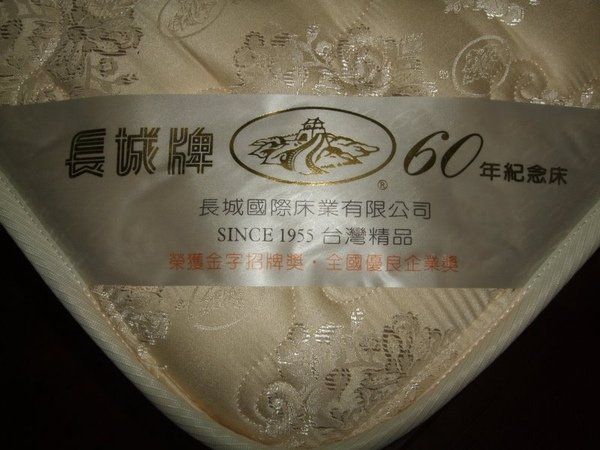 長城牌 ® 60年紀念床
長城國際床業有限公司
SINCE 1955 台灣精品
榮獲金字招牌獎・全國優良企業獎